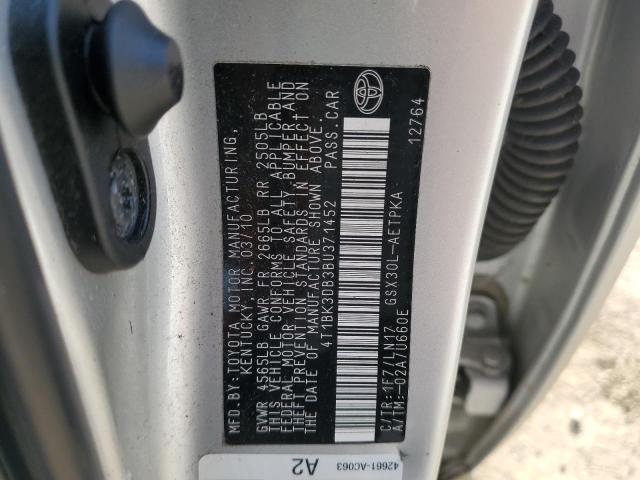 MFD. BY: TOYOTA MOTOR MANUFACTURING,
KENTUCKY, INC. 03/10
GVWR 4565LB GAWR FR 2665LB RR 2505LB
THIS VEHICLE CONFORMS TO ALL APPLICABLE
FEDERAL MOTOR VEHICLE SAFETY, BUMPER AND
THEFT PREVENTION STANDARDS IN EFFECT ON
THE DATE OF MANUFACTURE SHOWN ABOVE.
4T1BK3DB3BU371452 PASS. CAR
C/TR: 1F7/LN17 GSX30L-AETPKA
A/TM: -02A/U660E
12764
42661-AC063
A2